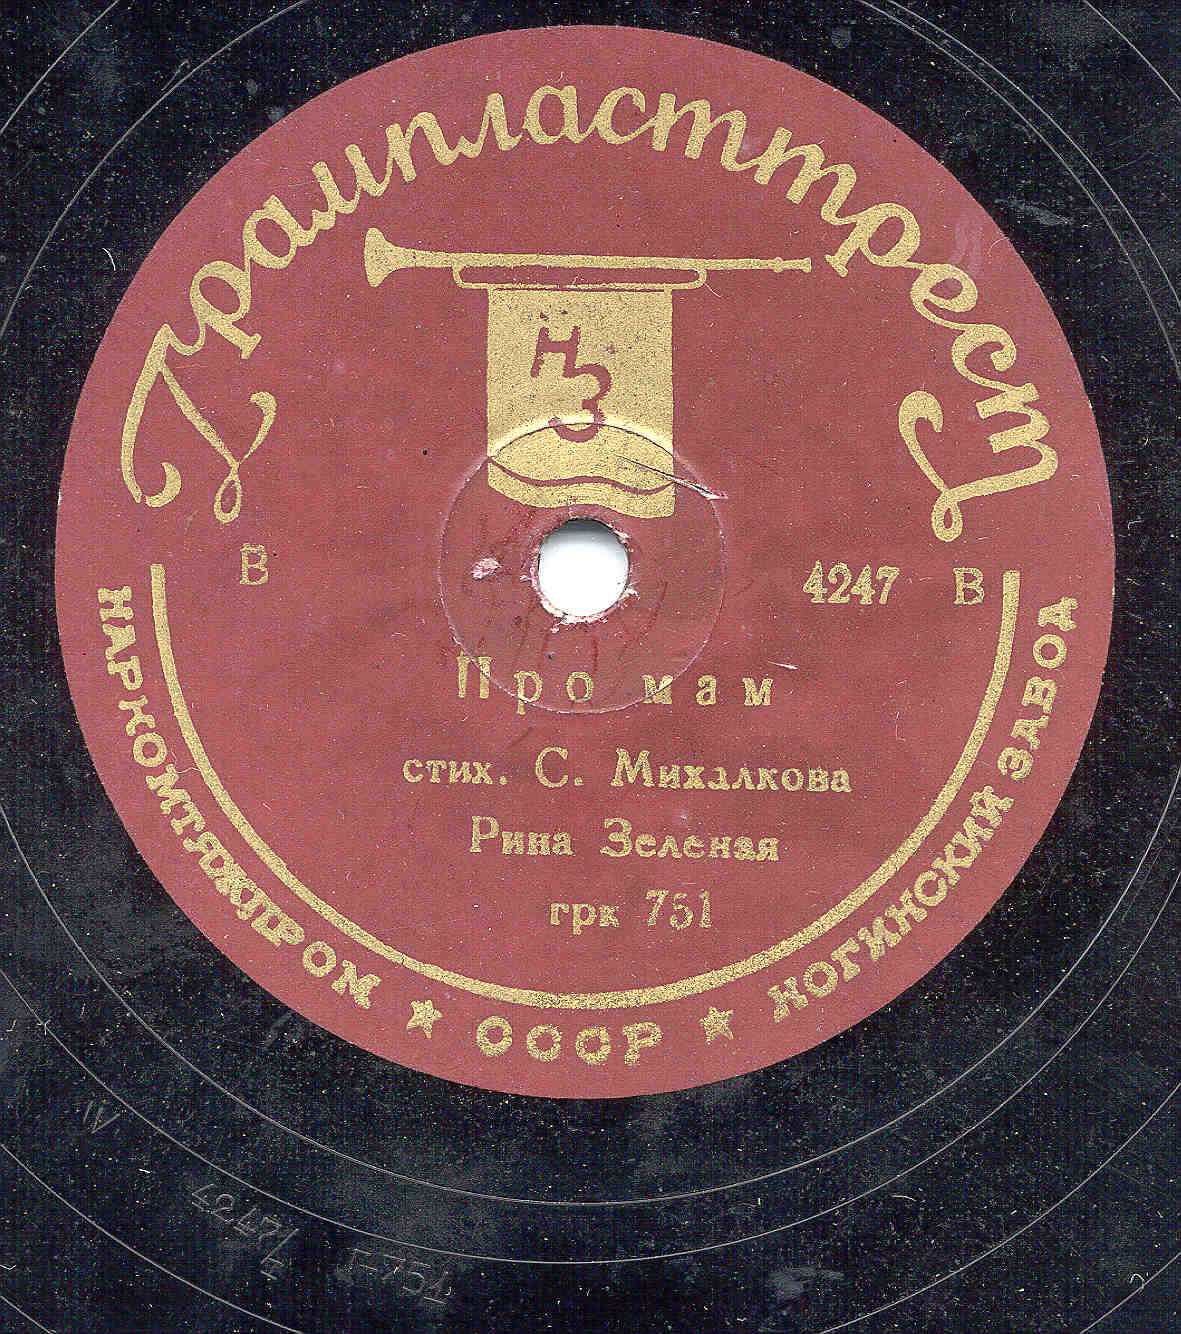 Грампласттрест
НЗ
В 4247 В
Про мам
стих. С. Михалкова
Рина Зеленая
грк 751
НАРКОМТЯЖПРОМ ★ СССР ★ НОГИНСКИЙ ЗАВОД